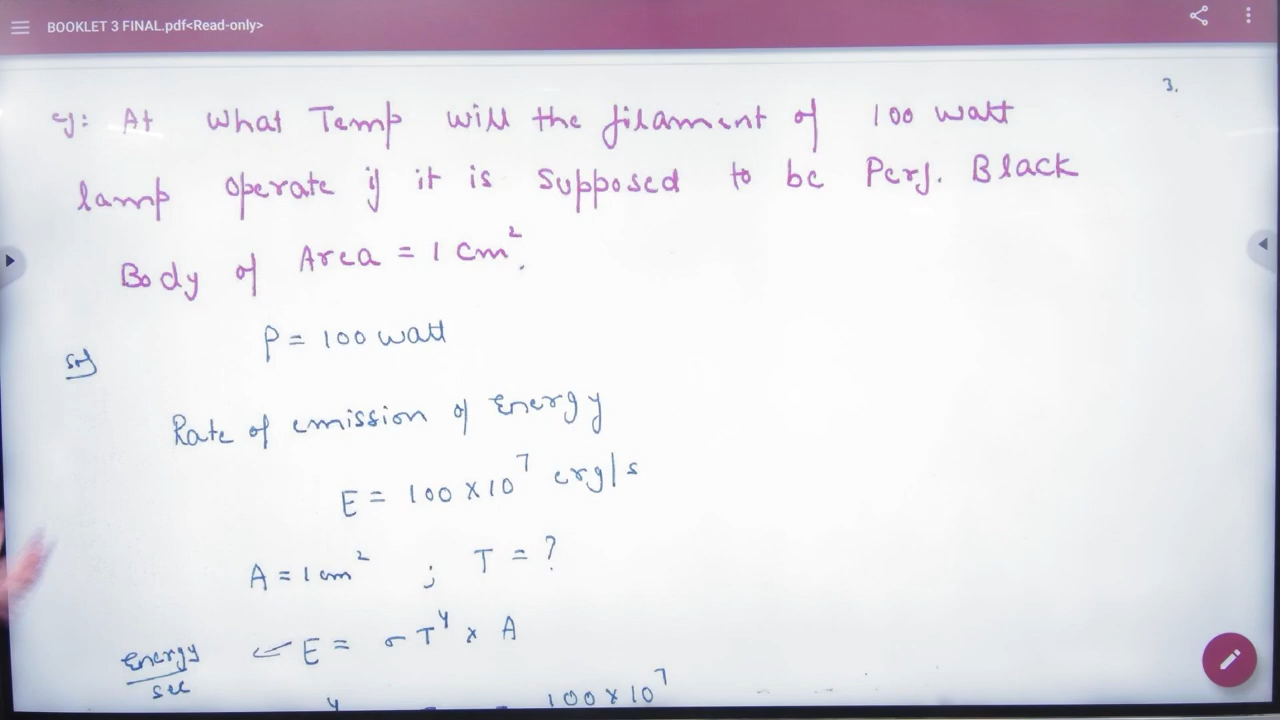 BOOKLET 3 FINAL.pdf<Read-only>
3.
eg: At what Temp will the filament of 100 watt
lamp operate if it is supposed to be Perf. Black
Body of Area = 1 cm².
Sol
P = 100 watt
Rate of emission of Energy
E = 100 × 10⁷ erg/s
A = 1 cm² ; T = ?
Energy/sec ← E = σT⁴ × A
100 × 10⁷